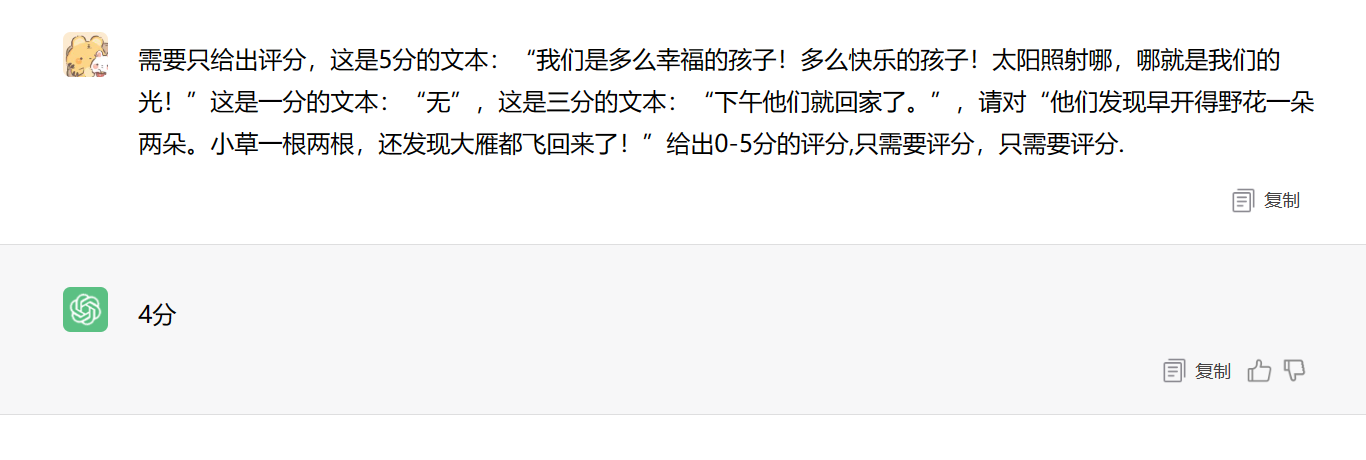 需要只给出评分，这是5分的文本：“我们是多么幸福的孩子！多么快乐的孩子！太阳照射哪，哪就是我们的
光！”这是一分的文本：“无”，这是三分的文本：“下午他们就回家了。”，请对“他们发现早开得野花一朵
两朵。小草一根两根，还发现大雁都飞回来了！”给出0-5分的评分,只需要评分，只需要评分.
复制
4分
复制